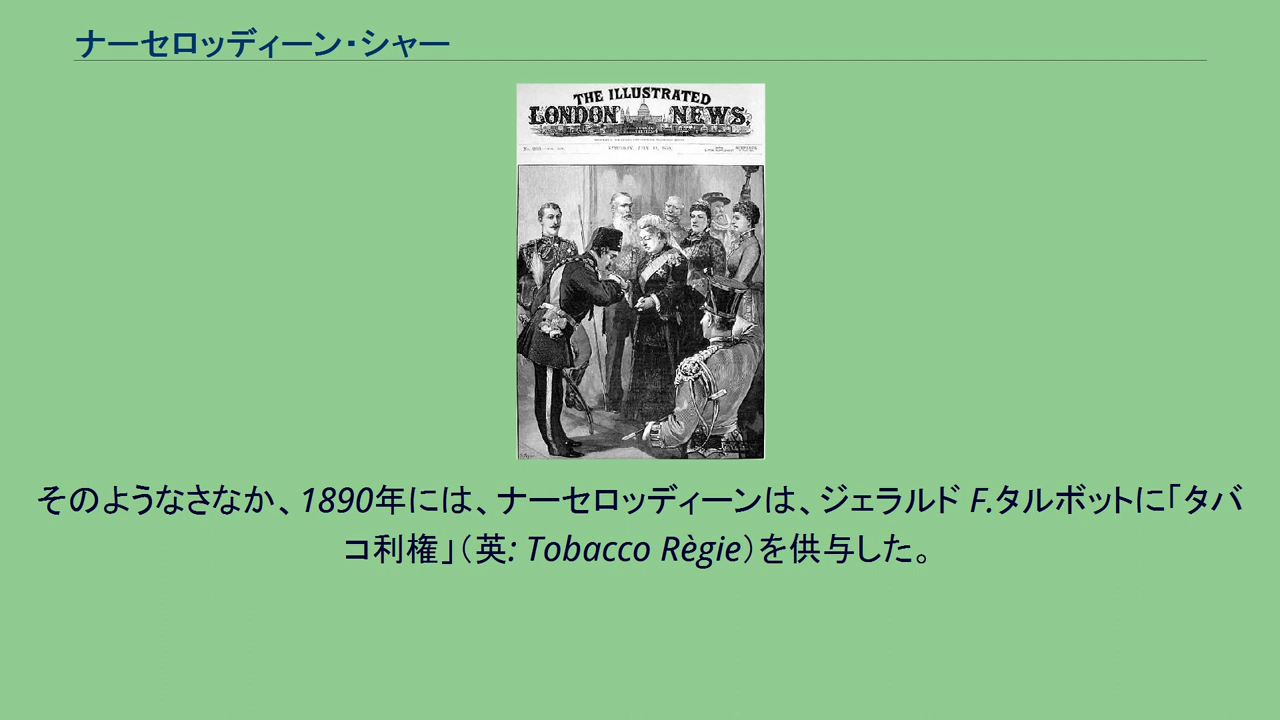 ナーセロッディーン・シャー
THE ILLUSTRATED
LONDON NEWS.
そのようなさなか、1890年には、ナーセロッディーンは、ジェラルド F.タルボットに「タバ
コ利権」（英: Tobacco Règie）を供与した。